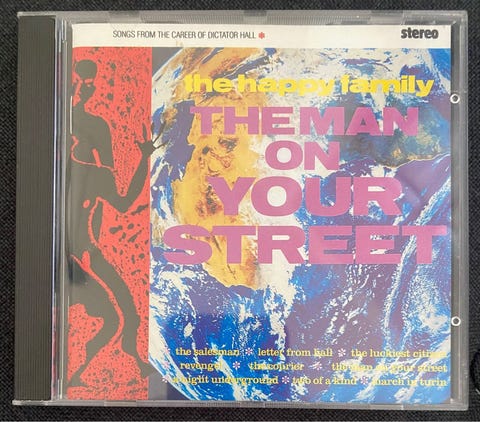 SONGS FROM THE CAREER OF DICTATOR HALL *
stereo
the happy family
THE MAN
ON
YOUR
STREET
the salesman * letter from hall * the luckiest citizen
revenge! * the courier * the man on your street
a night underground * two of a kind * march in turin